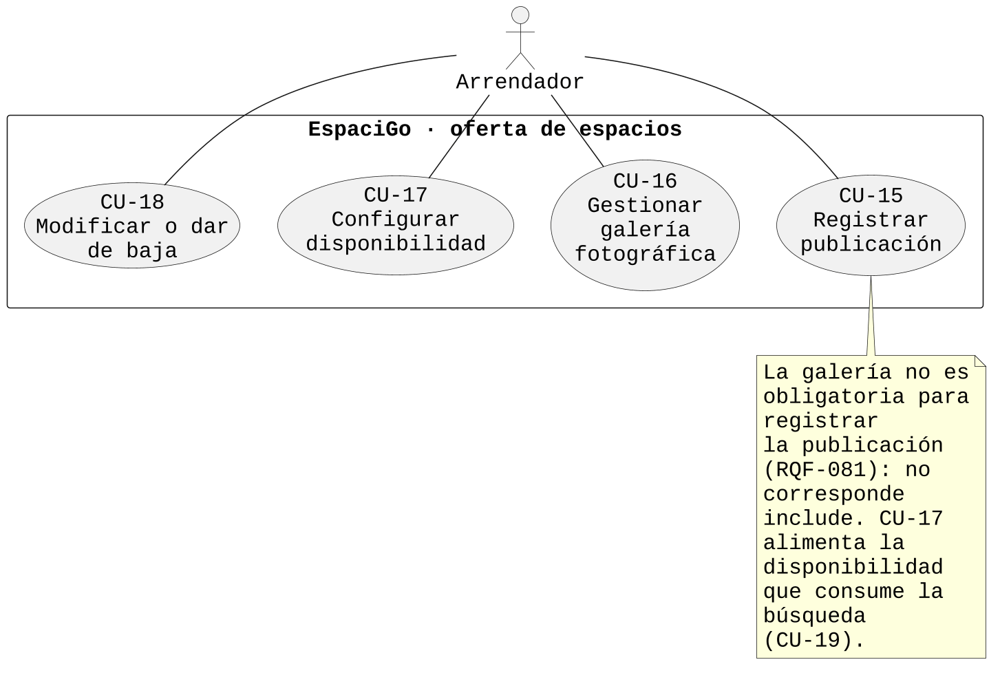 Arrendador
EspaciGo · oferta de espacios
CU-18
Modificar o dar
de baja
CU-17
Configurar
disponibilidad
CU-16
Gestionar
galería
fotográfica
CU-15
Registrar
publicación
La galería no es
obligatoria para
registrar
la publicación
(RQF-081): no
corresponde
include. CU-17
alimenta la
disponibilidad
que consume la
búsqueda
(CU-19).